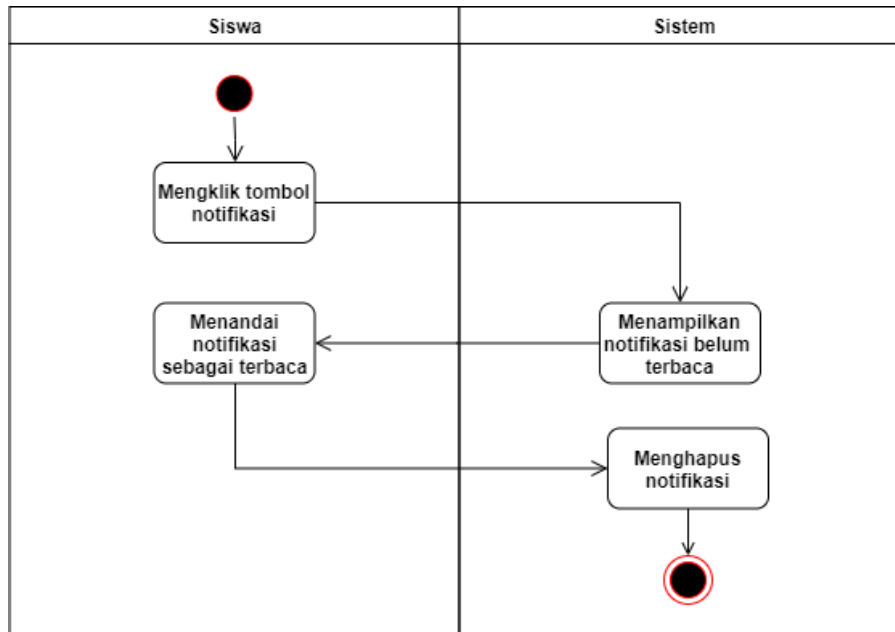 Siswa
Sistem
Mengklik tombol
notifikasi
Menampilkan
notifikasi belum
terbaca
Menandai
notifikasi
sebagai terbaca
Menghapus
notifikasi